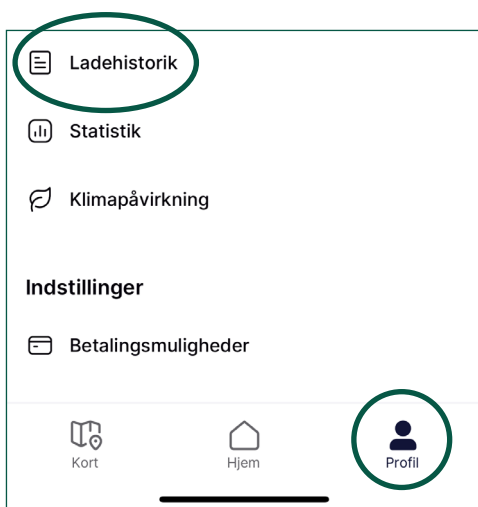 Ladehistorik
Statistik
Klimapåvirkning
Indstillinger
Betalingsmuligheder
Kort Hjem Profil